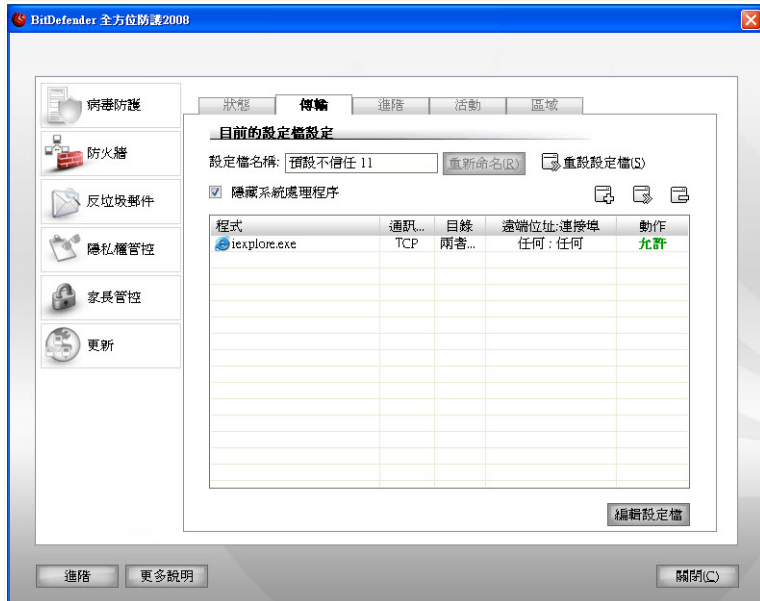 BitDefender 全方位防護2008
病毒防護
防火牆
反垃圾郵件
隱私權管控
家長管控
更新
狀態 傳輸 進階 活動 區域
目前的設定檔設定
設定檔名稱: 預設不信任 11 重新命名(R) 重設設定檔(S)
隱藏系統處理程序
程式 通訊... 目錄 遠端位址:連接埠 動作
iexplore.exe TCP 兩者... 任何 : 任何 允許
編輯設定檔
進階 更多說明 關閉(C)